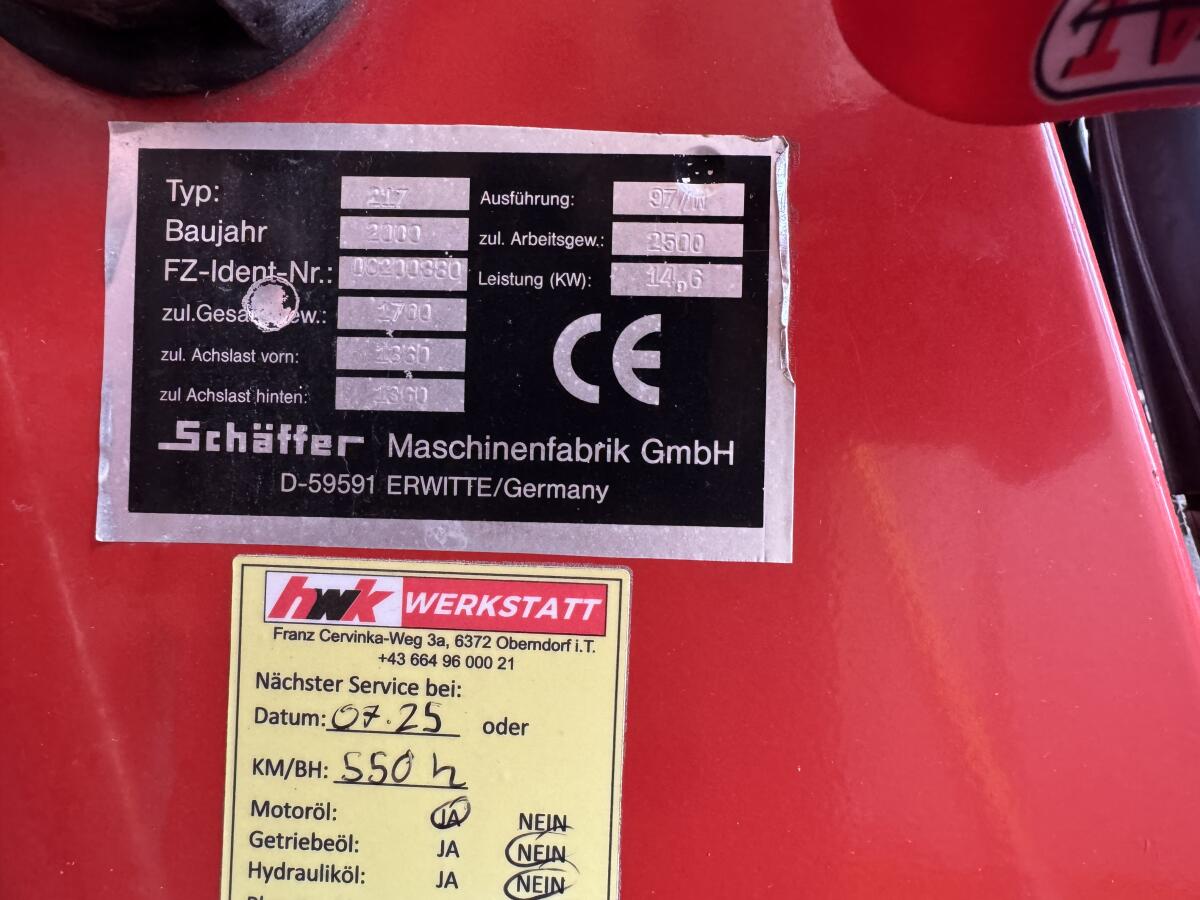 Typ: 217 Ausführung: 97/W
Baujahr 2000 zul. Arbeitsgew.: 2500
FZ-Ident-Nr.: Leistung (KW): 14,6
1700
zul. Achslast vorn: 1360
zul Achslast hinten: 1360
CE
Schäffer Maschinenfabrik GmbH
D-59591 ERWITTE/Germany
hwk WERKSTATT
Franz Cervinka-Weg 3a, 6372 Oberndorf i.T.
+43 664 96 000 21
Nächster Service bei:
Datum: 07.25 oder
KM/BH: 550 h
Motoröl: JA NEIN
Getriebeöl: JA NEIN
Hydrauliköl: JA NEIN